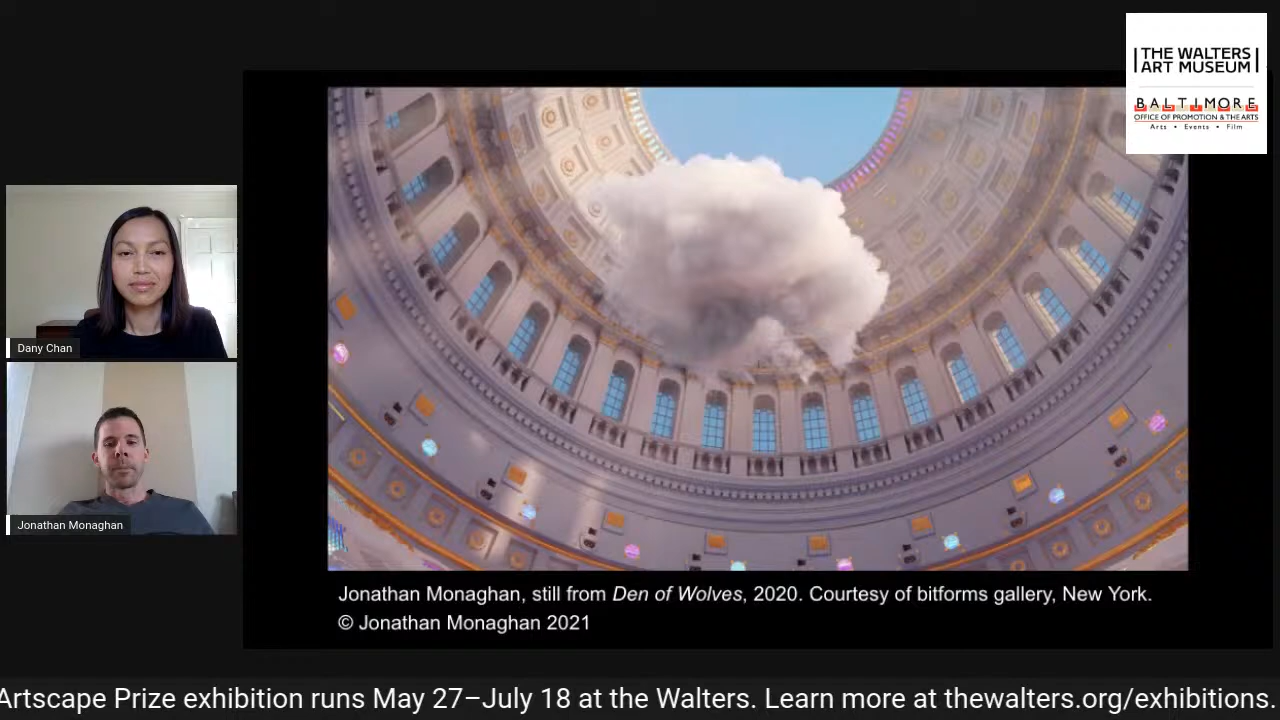 |THE WALTERS
ART MUSEUM|
BALTIMORE
OFFICE OF PROMOTION & THE ARTS
Arts • Events • Film
Dany Chan
Jonathan Monaghan
Jonathan Monaghan, still from Den of Wolves, 2020. Courtesy of bitforms gallery, New York.
© Jonathan Monaghan 2021
Artscape Prize exhibition runs May 27–July 18 at the Walters. Learn more at thewalters.org/exhibitions.